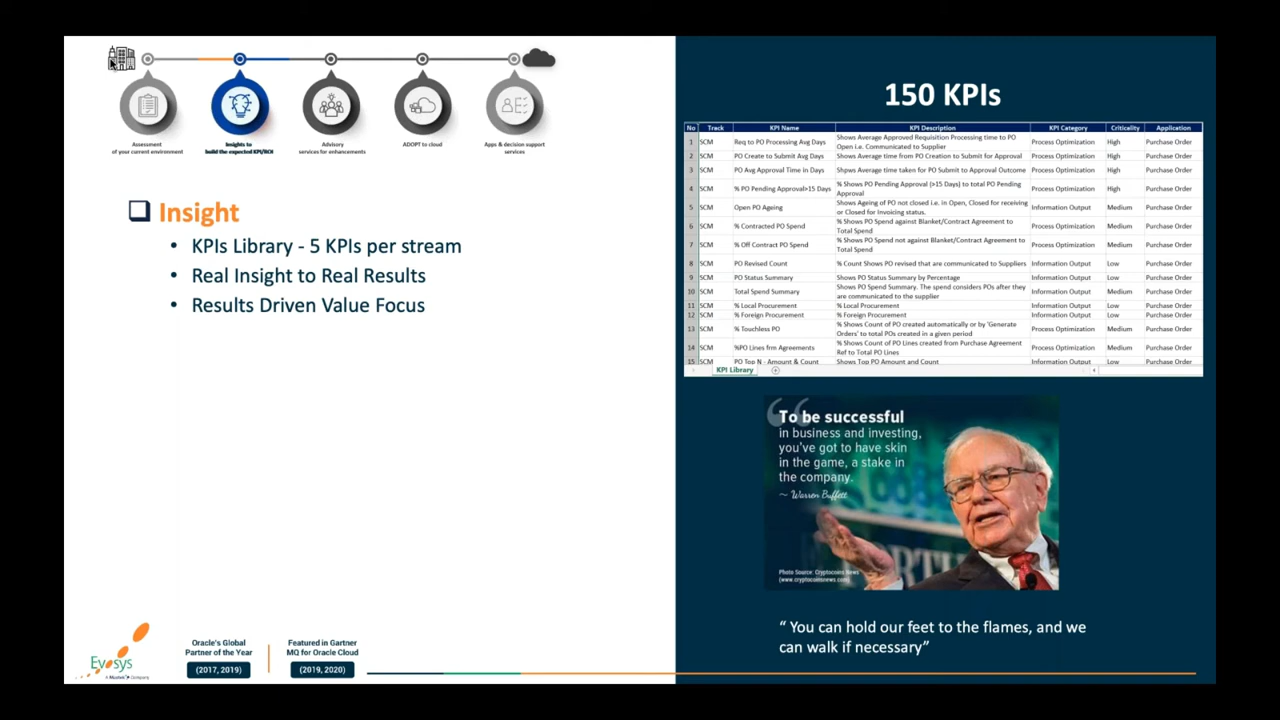 Assessment
of your current environment
Insights to
build the expected KPI/ROI
Advisory
services for enhancements
ADOPT to cloud
Apps & decision support
services
Insight
• KPIs Library - 5 KPIs per stream
• Real Insight to Real Results
• Results Driven Value Focus
Oracle's Global
Partner of the Year
(2017, 2019)
Featured in Gartner
MQ for Oracle Cloud
(2019, 2020)
Evosys
A Mastek Company
150 KPIs
No Track KPI Name KPI Description KPI Category Criticality Application
1 SCM Req to PO Processing Avg Days Shows Average Approved Requisition Processing time to PO Open i.e. Communicated to Supplier Process Optimization High Purchase Order
2 SCM PO Create to Submit Avg Days Shows Average time from PO Creation to Submit for Approval Process Optimization High Purchase Order
3 SCM PO Avg Approval Time in Days Shpws Average time taken for PO Submit to Approval Outcome Process Optimization High Purchase Order
4 SCM % PO Pending Approval>15 Days % Shows PO Pending Approval (>15 Days) to total PO Pending Approval Process Optimization High Purchase Order
5 SCM Open PO Ageing Shows Ageing of PO not closed i.e. in Open, Closed for receiving or Closed for Invoicing status. Information Output Medium Purchase Order
6 SCM % Contracted PO Spend % Shows PO Spend against Blanket/Contract Agreement to Total Spend Process Optimization Medium Purchase Order
7 SCM % Off Contract PO Spend % Shows PO Spend not against Blanket/Contract Agreement to Total Spend Process Optimization Medium Purchase Order
8 SCM PO Revised Count % Count Shows PO revised that are communicated to Suppliers Information Output Low Purchase Order
9 SCM PO Status Summary Shows PO Status Summary by Percentage Information Output Low Purchase Order
10 SCM Total Spend Summary Shows PO Spend Summary. The spend considers POs after they are communicated to the supplier Information Output Medium Purchase Order
11 SCM % Local Procurement % Local Procurement Information Output Low Purchase Order
12 SCM % Foreign Procurement % Foreign Procurement Information Output Low Purchase Order
13 SCM % Touchless PO % Shows Count of PO created automatically or by 'Generate Orders' to total POs created in a given period Process Optimization Medium Purchase Order
14 SCM %PO Lines frm Agreements % Shows Count of PO Lines created from Purchase Agreement Ref to Total PO Lines Process Optimization Medium Purchase Order
15 SCM PO Top N - Amount & Count Shows Top PO Amount and Count Information Output Low Purchase Order
KPI Library
To be successful
in business and investing,
you've got to have skin
in the game, a stake in
the company.
~ Warren Buffett
Photo Source: Cryptocoins News
(www.cryptocoinsnews.com)
“ You can hold our feet to the flames, and we
can walk if necessary”